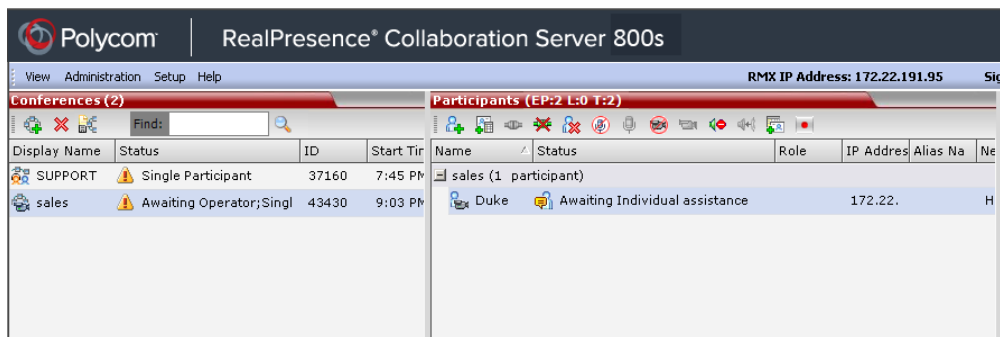 Polycom RealPresence® Collaboration Server 800s
View Administration Setup Help RMX IP Address: 172.22.191.95 Sig
Conferences (2)
Find:
Display Name Status ID Start Tir
SUPPORT Single Participant 37160 7:45 PM
sales Awaiting Operator;Singl 43430 9:03 PM
Participants (EP:2 L:0 T:2)
Name Status Role IP Addres Alias Na Ne
sales (1 participant)
Duke Awaiting Individual assistance 172.22. H